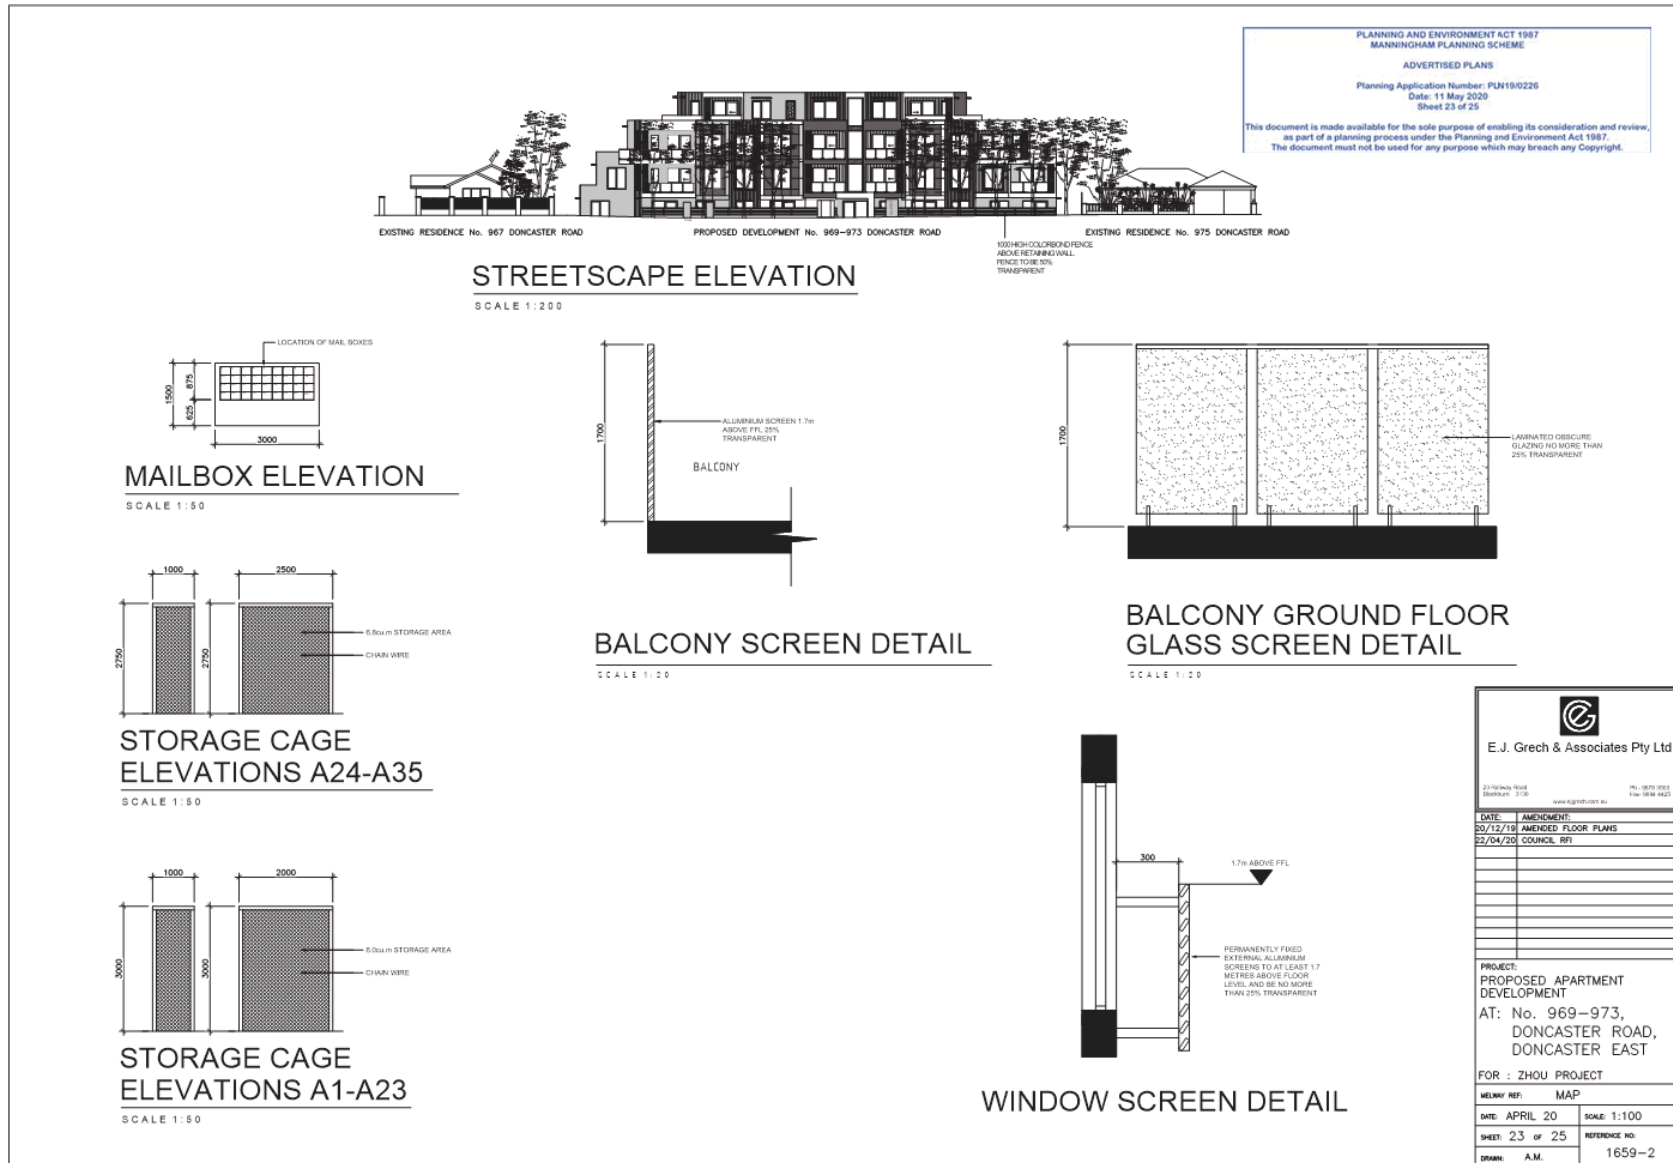 PLANNING AND ENVIRONMENT ACT 1987
MANNINGHAM PLANNING SCHEME
ADVERTISED PLANS
Planning Application Number: PLN19/0226
Date: 11 May 2020
Sheet 23 of 25
This document is made available for the sole purpose of enabling its consideration and review,
as part of a planning process under the Planning and Environment Act 1987.
The document must not be used for any purpose which may breach any Copyright.
EXISTING RESIDENCE No. 967 DONCASTER ROAD
PROPOSED DEVELOPMENT No. 969-973 DONCASTER ROAD
EXISTING RESIDENCE No. 975 DONCASTER ROAD
1000 HIGH COLORBOND FENCE
ABOVE RETAINING WALL.
FENCE TO BE 50%
TRANSPARENT
STREETSCAPE ELEVATION
SCALE 1:200
LOCATION OF MAIL BOXES
1500
875
625
3000
MAILBOX ELEVATION
SCALE 1:50
1700
ALUMINIUM SCREEN 1.7m
ABOVE FFL 25%
TRANSPARENT
BALCONY
BALCONY SCREEN DETAIL
SCALE 1:20
1700
LAMINATED OBSCURE
GLAZING NO MORE THAN
25% TRANSPARENT
BALCONY GROUND FLOOR
GLASS SCREEN DETAIL
SCALE 1:20
1000
2500
2750
2750
6.8cu.m STORAGE AREA
CHAIN WIRE
STORAGE CAGE
ELEVATIONS A24-A35
SCALE 1:50
1000
2000
3000
3000
6.0cu.m STORAGE AREA
CHAIN WIRE
STORAGE CAGE
ELEVATIONS A1-A23
SCALE 1:50
300
1.7m ABOVE FFL
PERMANENTLY FIXED
EXTERNAL ALUMINIUM
SCREENS TO AT LEAST 1.7
METRES ABOVE FLOOR
LEVEL AND BE NO MORE
THAN 25% TRANSPARENT
WINDOW SCREEN DETAIL
E.J. Grech & Associates Pty Ltd
23 Railway Road
Blackburn 3130
www.ejgrech.com.au
DATE: AMENDMENT:
20/12/19 AMENDED FLOOR PLANS
22/04/20 COUNCIL RFI
PROJECT:
PROPOSED APARTMENT
DEVELOPMENT
AT: No. 969-973,
DONCASTER ROAD,
DONCASTER EAST
FOR : ZHOU PROJECT
MELWAY REF: MAP
DATE: APRIL 20 SCALE: 1:100
SHEET: 23 OF 25 REFERENCE NO:
DRAWN: A.M. 1659-2